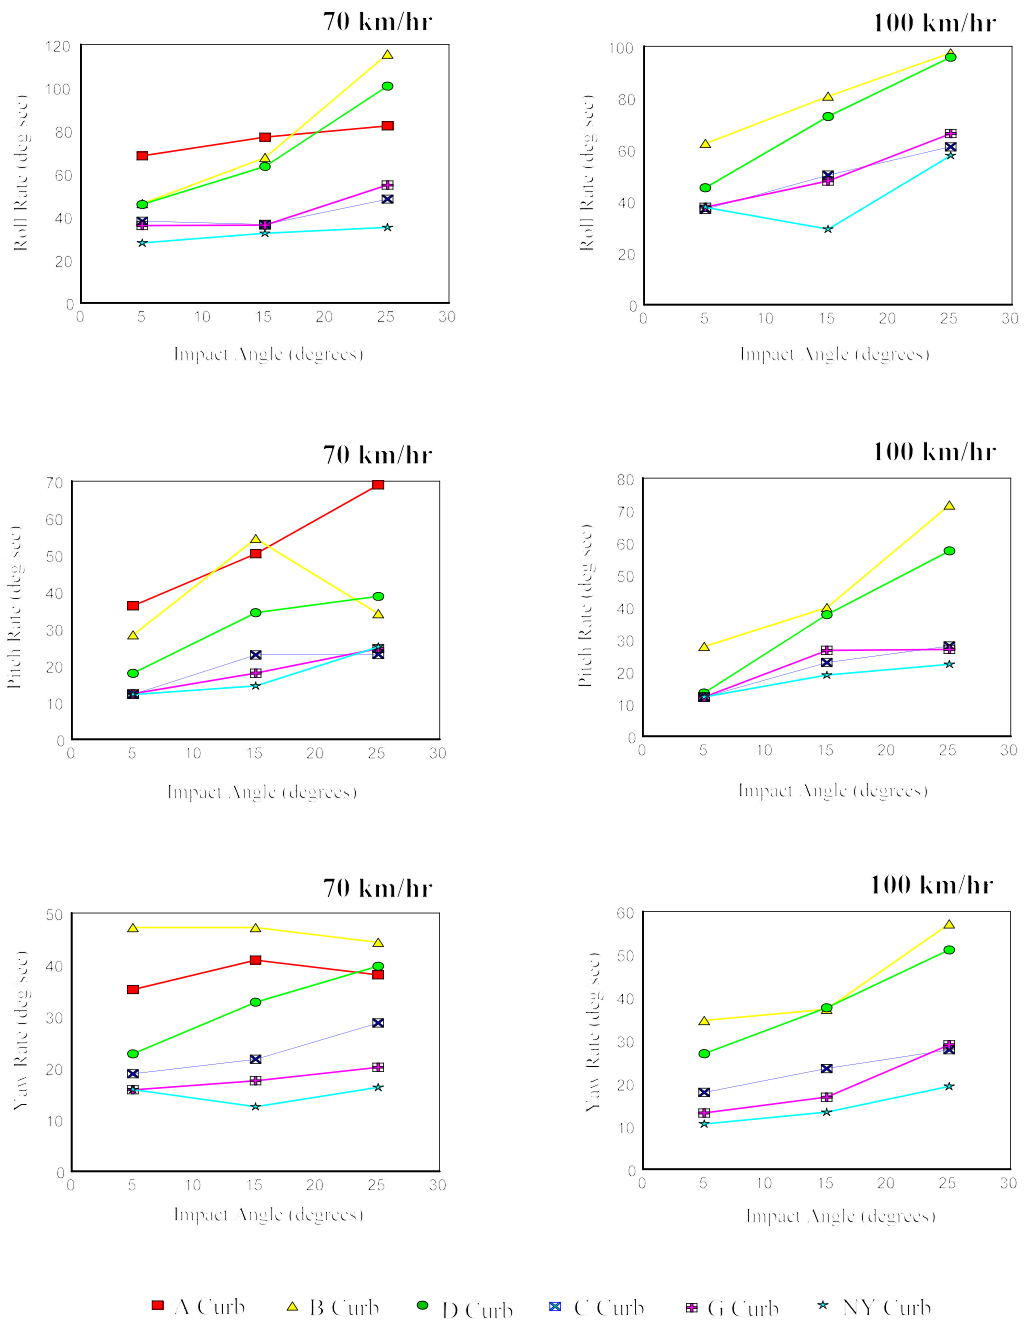 70 km/hr
120
100
80
60
40
20
0
Roll Rate (deg sec)
0 5 10 15 20 25 30
Impact Angle (degrees)
100 km/hr
100
80
60
40
20
0
Roll Rate (deg sec)
0 5 10 15 20 25 30
Impact Angle (degrees)
70 km/hr
70
60
50
40
30
20
10
0
Pitch Rate (deg sec)
0 5 10 15 20 25 30
Impact Angle (degrees)
100 km/hr
80
70
60
50
40
30
20
10
0
Pitch Rate (deg sec)
0 5 10 15 20 25 30
Impact Angle (degrees)
70 km/hr
50
40
30
20
10
0
Yaw Rate (deg sec)
0 5 10 15 20 25 30
Impact Angle (degrees)
100 km/hr
60
50
40
30
20
10
0
Yaw Rate (deg sec)
0 5 10 15 20 25 30
Impact Angle (degrees)
A Curb B Curb D Curb C Curb G Curb NY Curb